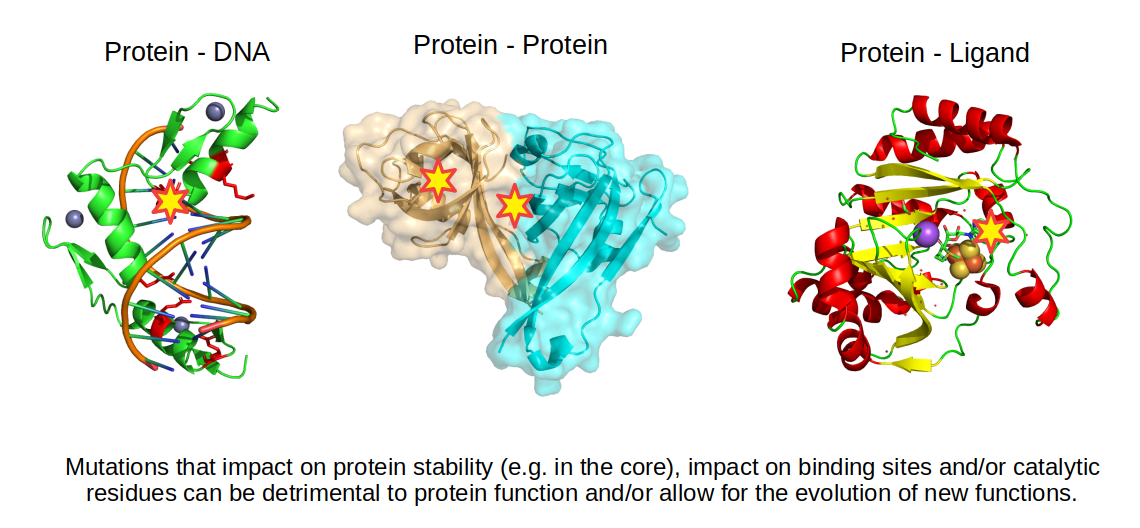 Protein - DNA
Protein - Protein
Protein - Ligand
Mutations that impact on protein stability (e.g. in the core), impact on binding sites and/or catalytic
residues can be detrimental to protein function and/or allow for the evolution of new functions.